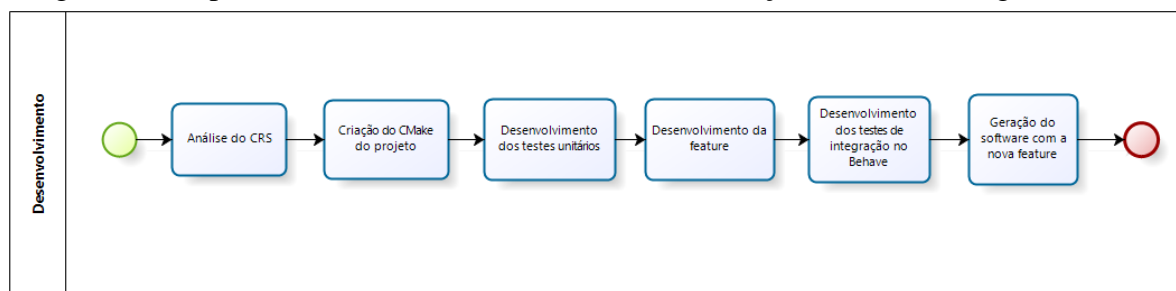 Desenvolvimento
Análise do CRS
Criação do CMake
do projeto
Desenvolvimento
dos testes unitários
Desenvolvimento da
feature
Desenvolvimento
dos testes de
integração no
Behave
Geração do
software com a
nova feature